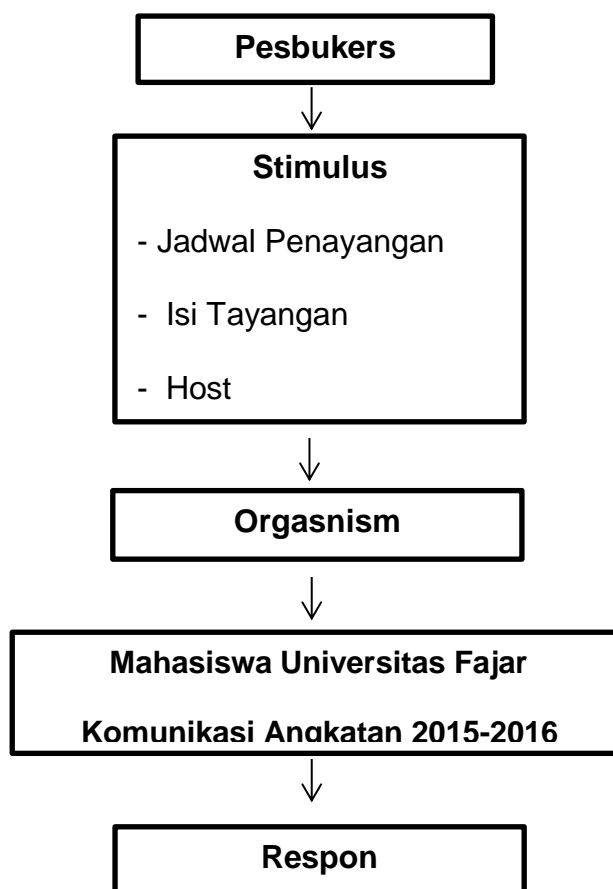 Pesbukers
Stimulus
- Jadwal Penayangan
- Isi Tayangan
- Host
Orgasnism
Mahasiswa Universitas Fajar
Komunikasi Angkatan 2015-2016
Respon